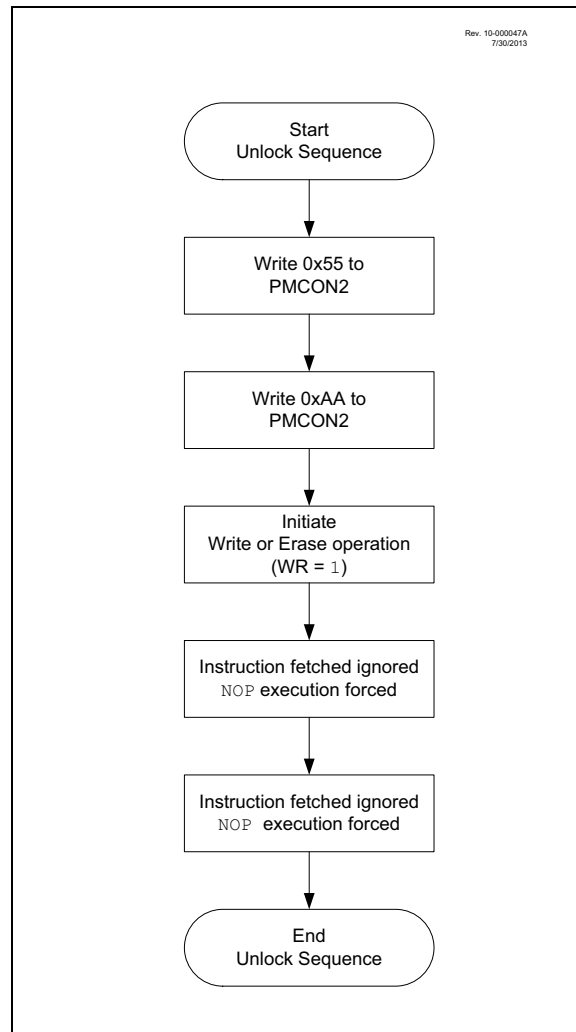 Rev. 10-000047A
7/30/2013
Start
Unlock Sequence
Write 0x55 to
PMCON2
Write 0xAA to
PMCON2
Initiate
Write or Erase operation
(WR = 1)
Instruction fetched ignored
NOP execution forced
Instruction fetched ignored
NOP execution forced
End
Unlock Sequence